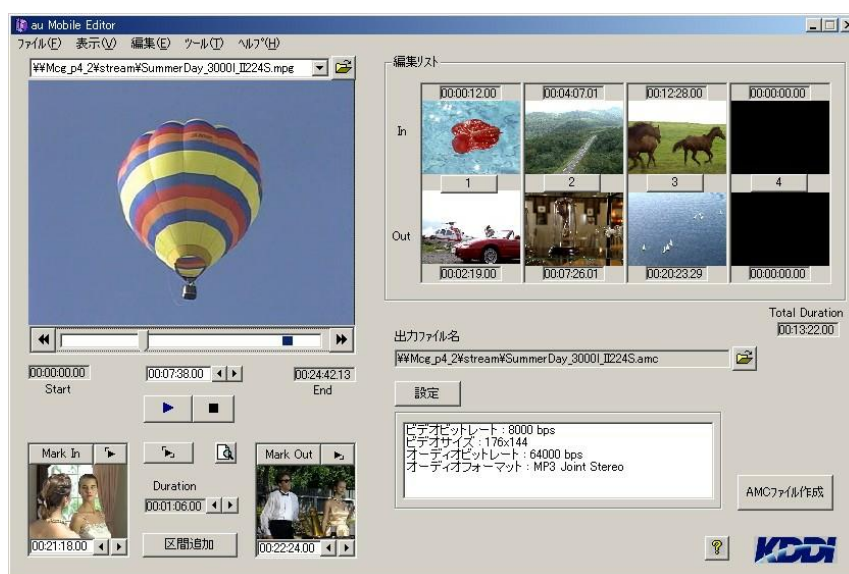 au Mobile Editor
ファイル(F) 表示(V) 編集(E) ツール(T) ヘルプ(H)
¥¥Mcg_p4_2¥stream¥SummerDay_3000I_II224S.mpg
編集リスト
00:00:12.00 00:04:07.01 00:12:28.00 00:00:00.00
In
1 2 3 4
Out
00:02:19.00 00:07:26.01 00:20:23.29 00:00:00.00
Total Duration
00:13:22.00
出力ファイル名
¥¥Mcg_p4_2¥stream¥SummerDay_3000I_II224S.amc
00:00:00.00 00:07:38.00 00:24:42.13
Start End
設定
ビデオビットレート : 8000 bps
ビデオサイズ : 176x144
オーディオビットレート : 64000 bps
オーディオフォーマット : MP3 Joint Stereo
Mark In Mark Out
Duration
00:01:06.00
00:21:18.00 区間追加 00:22:24.00
AMCファイル作成
KDDI